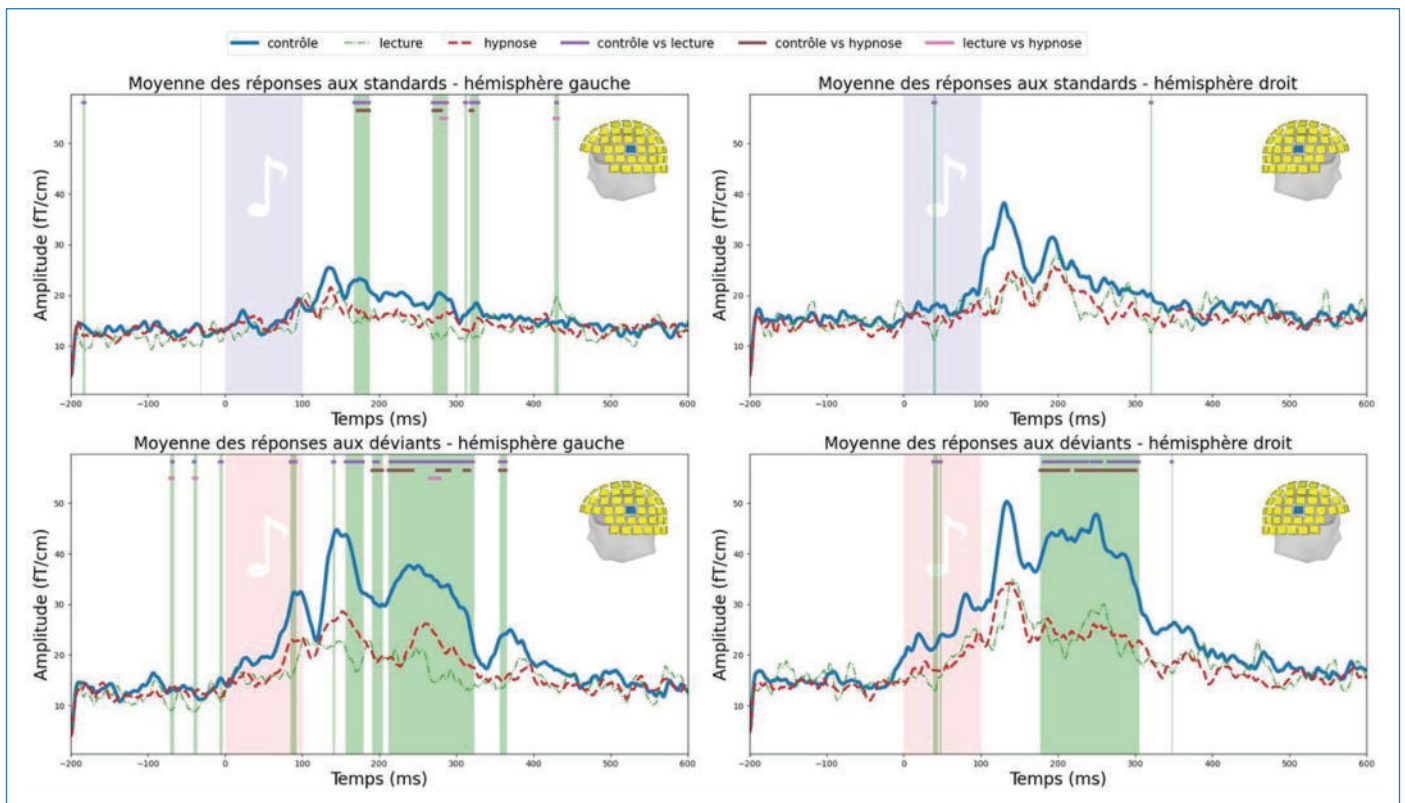 contrôle lecture hypnose contrôle vs lecture contrôle vs hypnose lecture vs hypnose
Moyenne des réponses aux standards - hémisphère gauche
Amplitude (fT/cm)
50
40
30
20
10
−200 −100 0 100 200 300 400 500 600
Temps (ms)
Moyenne des réponses aux standards - hémisphère droit
Amplitude (fT/cm)
50
40
30
20
10
−200 −100 0 100 200 300 400 500 600
Temps (ms)
Moyenne des réponses aux déviants - hémisphère gauche
Amplitude (fT/cm)
50
40
30
20
10
−200 −100 0 100 200 300 400 500 600
Temps (ms)
Moyenne des réponses aux déviants - hémisphère droit
Amplitude (fT/cm)
50
40
30
20
10
−200 −100 0 100 200 300 400 500 600
Temps (ms)